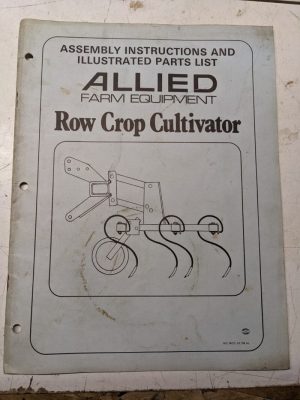 ASSEMBLY INSTRUCTIONS AND
ILLUSTRATED PARTS LIST
ALLIED
FARM EQUIPMENT
Row Crop Cultivator